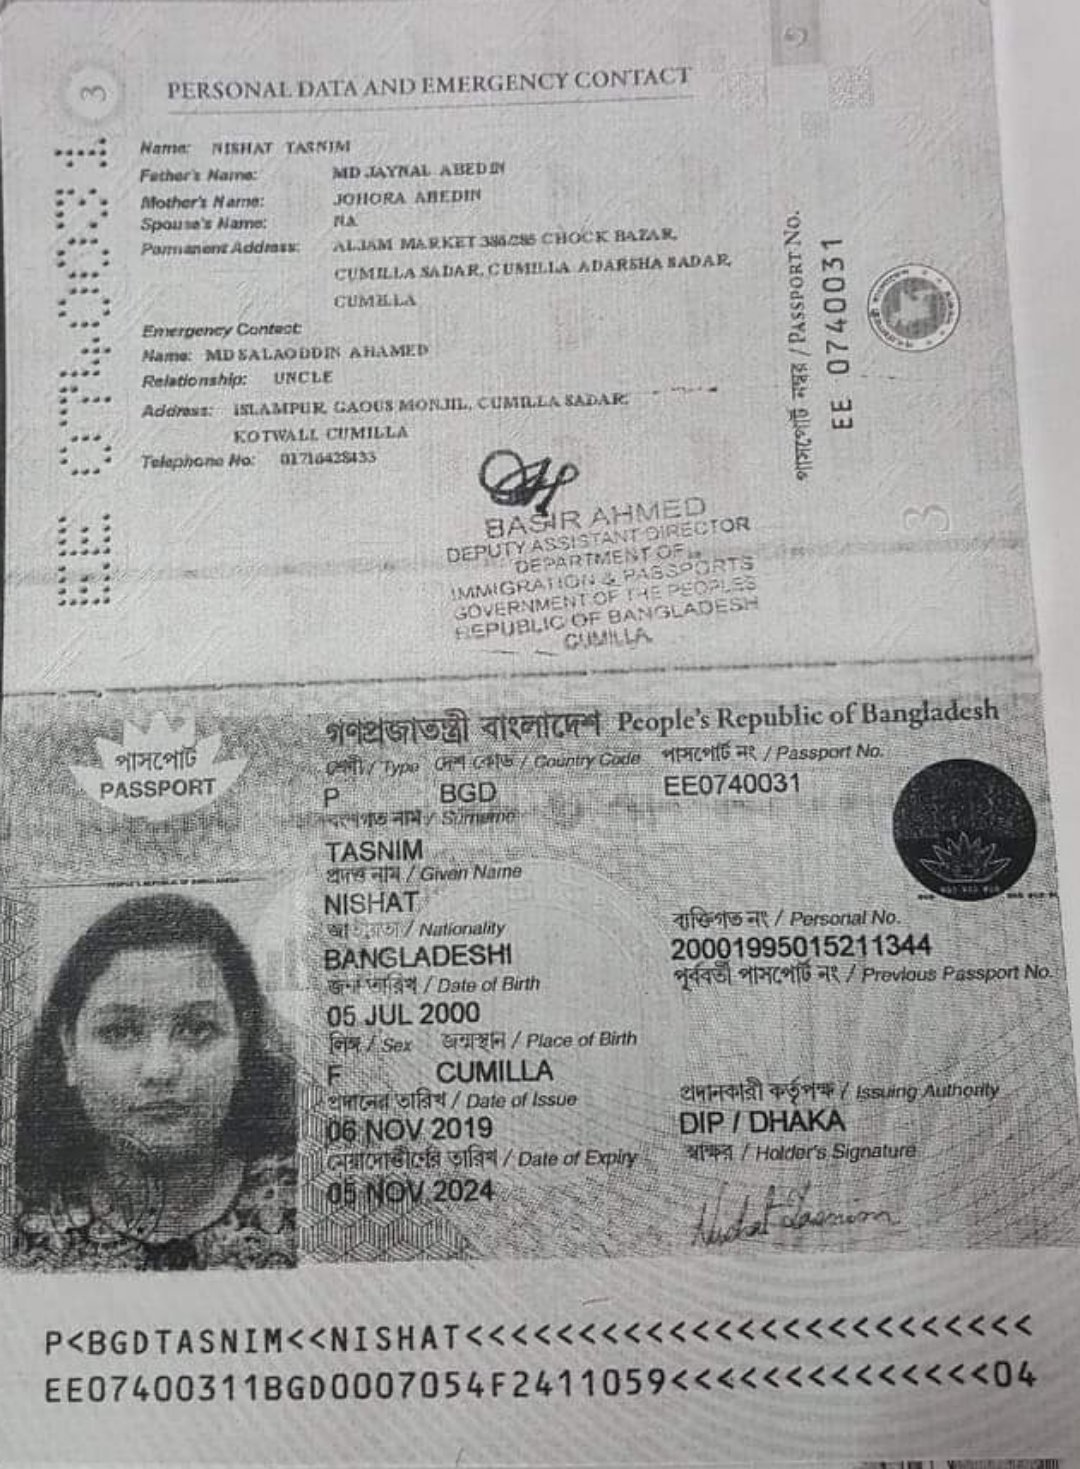 3
PERSONAL DATA AND EMERGENCY CONTACT
Name: NISHAT TASNIM
Father's Name: MD JAYNAL ABEDIN
Mother's Name: JOHORA ABEDIN
Spouse's Name: NA
Permanent Address: ALJAM MARKET CHOCK BAZAR,
CUMILLA SADAR, CUMILLA ADARSHA SADAR,
CUMILLA
Emergency Contact:
Name: MD SALAODDIN AHAMED
Relationship: UNCLE
Address: ISLAMPUR, GAOUS MONJIL, CUMILLA SADAR,
KOTWALI, CUMILLA
Telephone No:
পাসপোর্ট নম্বর / PASSPORT No.
EE 0740031
3
BASIR AHMED
DEPUTY ASSISTANT DIRECTOR
DEPARTMENT OF
IMMIGRATION & PASSPORTS
GOVERNMENT OF THE PEOPLES
REPUBLIC OF BANGLADESH
CUMILLA.
পাসপোর্ট
PASSPORT
গণপ্রজাতন্ত্রী বাংলাদেশ People's Republic of Bangladesh
শ্রেণী / Type দেশ কোড / Country Code পাসপোর্ট নং / Passport No.
P BGD EE0740031
বংশগত নাম / Surname
TASNIM
প্রদত্ত নাম / Given Name
NISHAT
জাতীয়তা / Nationality ব্যক্তিগত নং / Personal No.
BANGLADESHI 20001995015211344
জন্ম তারিখ / Date of Birth পূর্ববর্তী পাসপোর্ট নং / Previous Passport No.
05 JUL 2000
লিঙ্গ / Sex জন্মস্থান / Place of Birth
F CUMILLA
প্রদানের তারিখ / Date of Issue প্রদানকারী কর্তৃপক্ষ / Issuing Authority
06 NOV 2019 DIP / DHAKA
মেয়াদোত্তীর্ণের তারিখ / Date of Expiry স্বাক্ষর / Holder's Signature
05 NOV 2024 Nishat Tasnim
P<BGDTASNIM<<NISHAT<<<<<<<<<<<<<<<<<<<<<<<<<
EE07400311BGD0007054F2411059<<<<<<<<<<<<<<04